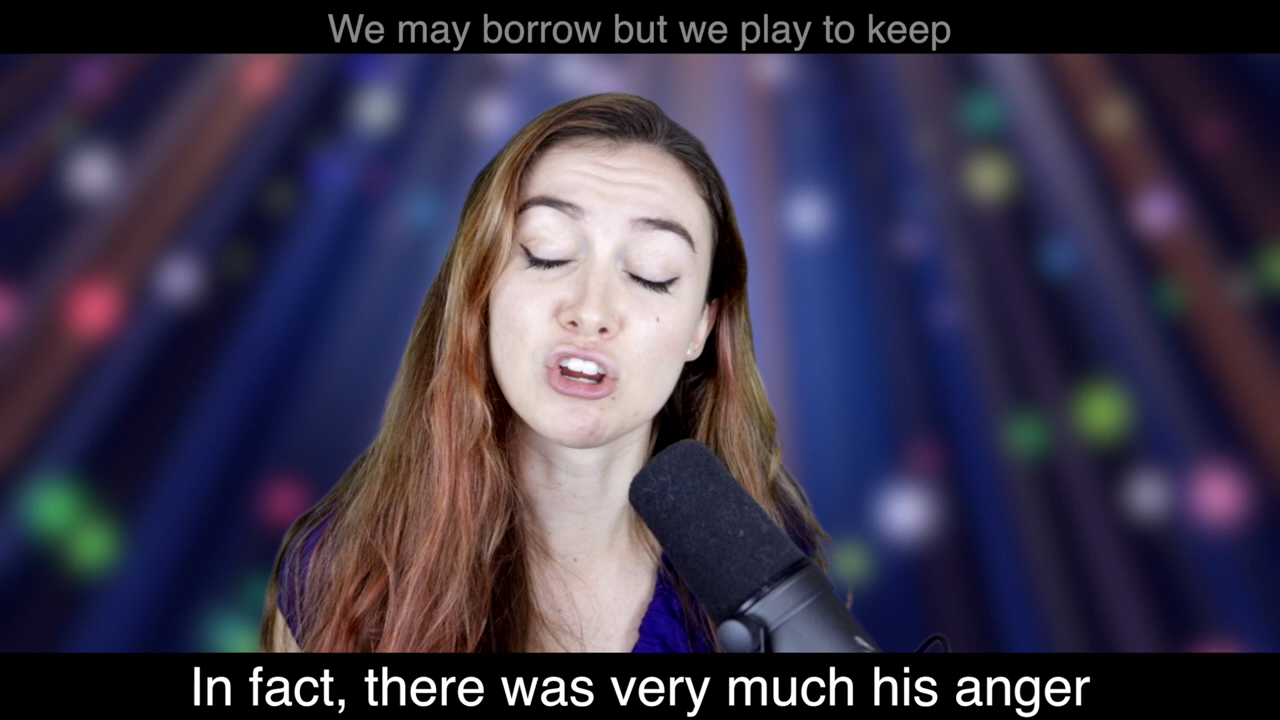 We may borrow but we play to keep
In fact, there was very much his anger